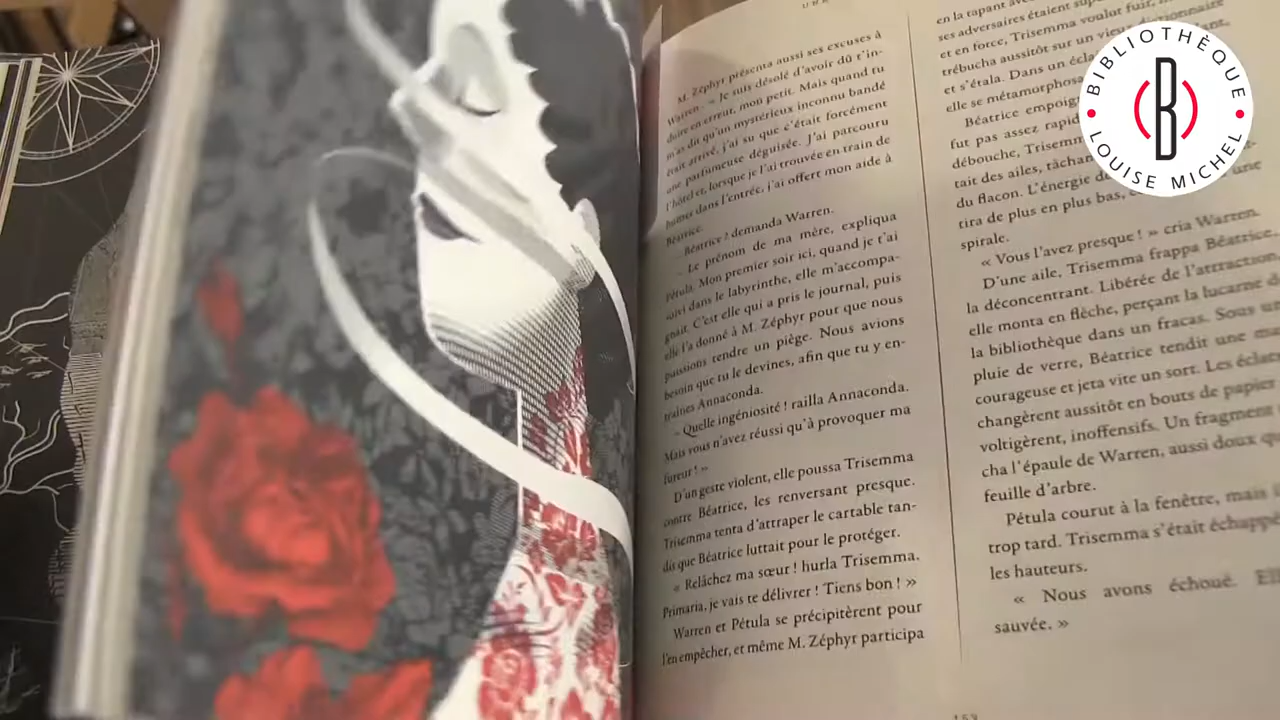 M. Zéphyr présenta aussi ses excuses à
Warren : « Je suis désolé d'avoir dû t'in-
duire en erreur, mon petit. Mais quand tu
m'as dit qu'un mystérieux inconnu bandé
était arrivé, j'ai su que c'était forcément
une parfumeuse déguisée. J'ai parcouru
l'hôtel et, lorsque je l'ai trouvée en train de
humer dans l'entrée, j'ai offert mon aide à
Béatrice.
– Béatrice ? demanda Warren.
– Le prénom de ma mère, expliqua
Pétula. Mon premier soir ici, quand je t'ai
suivi dans le labyrinthe, elle m'accompa-
gnait. C'est elle qui a pris le journal, puis
elle l'a donné à M. Zéphyr pour que nous
puissions tendre un piège. Nous avions
besoin que tu le devines, afin que tu y en-
traînes Annaconda.
– Quelle ingéniosité ! railla Annaconda.
Mais vous n'avez réussi qu'à provoquer ma
fureur ! »
D'un geste violent, elle poussa Trisemma
contre Béatrice, les renversant presque.
Trisemma tenta d'attraper le cartable tan-
dis que Béatrice luttait pour le protéger.
« Relâchez ma sœur ! hurla Trisemma.
Primaria, je vais te délivrer ! Tiens bon ! »
Warren et Pétula se précipitèrent pour
l'en empêcher, et même M. Zéphyr participa
en la rapant
ses adversaires étaient
et en force, Trisemma voulut fuir,
trébucha aussitôt sur un vieux dictionnaire
et s'étala. Dans un
elle se métamorphosa
Béatrice empoigna
fut pas assez
débouche,
tait des ailes,
du flacon. L'énergie une
tira de plus en plus bas,
spirale.
« Vous l'avez presque ! » cria Warren.
D'une aile, Trisemma frappa Béatrice,
la déconcentrant. Libérée de l'attraction,
elle monta en flèche, perçant la lucarne
la bibliothèque dans un fracas. Sous
pluie de verre, Béatrice tendit une
courageuse et jeta vite un sort. Les
changèrent aussitôt en bouts de papier
voltigèrent, inoffensifs. Un fragment
cha l'épaule de Warren, aussi doux
feuille d'arbre.
Pétula courut à la fenêtre, mais
trop tard. Trisemma s'était
les hauteurs.
« Nous avons échoué.
sauvée. »
BIBLIOTHÈQUE
B
LOUISE MICHEL